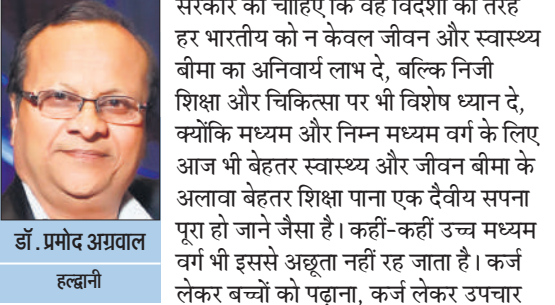 सरकार को चाहिए कि वह विदेशों की तरह
हर भारतीय को न केवल जीवन और स्वास्थ्य
बीमा का अनिवार्य लाभ दे, बल्कि निजी
शिक्षा और चिकित्सा पर भी विशेष ध्यान दे,
क्योंकि मध्यम और निम्न मध्यम वर्ग के लिए
आज भी बेहतर स्वास्थ्य और जीवन बीमा के
अलावा बेहतर शिक्षा पाना एक दैवीय सपना
पूरा हो जाने जैसा है। कहीं-कहीं उच्च मध्यम
वर्ग भी इससे अछूता नहीं रह जाता है। कर्ज
लेकर बच्चों को पढ़ाना, कर्ज लेकर उपचार
डॉ. प्रमोद अग्रवाल
हल्द्वानी